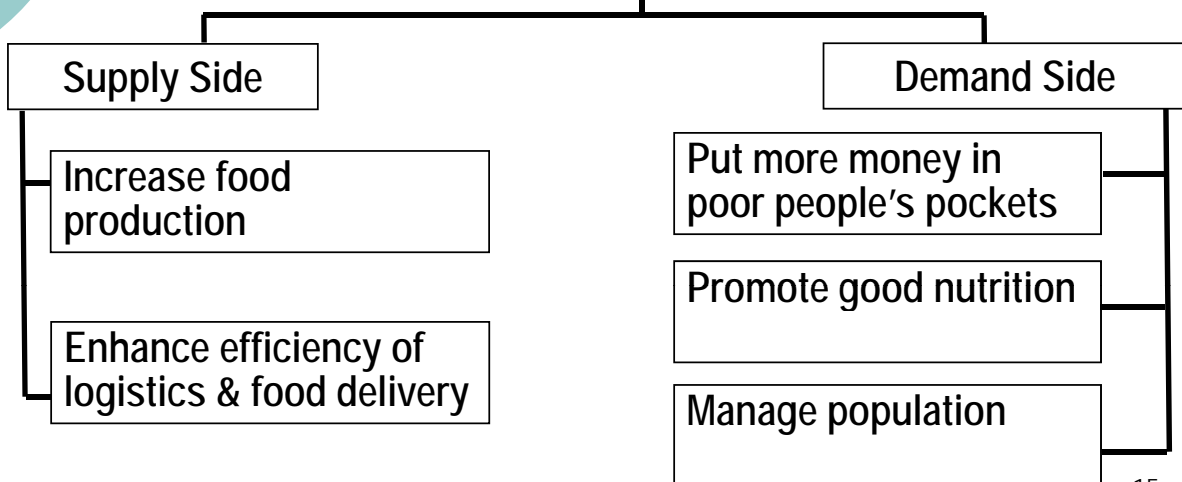 Supply Side
Increase food
production
Enhance efficiency of
logistics & food delivery
Demand Side
Put more money in
poor people's pockets
Promote good nutrition
Manage population